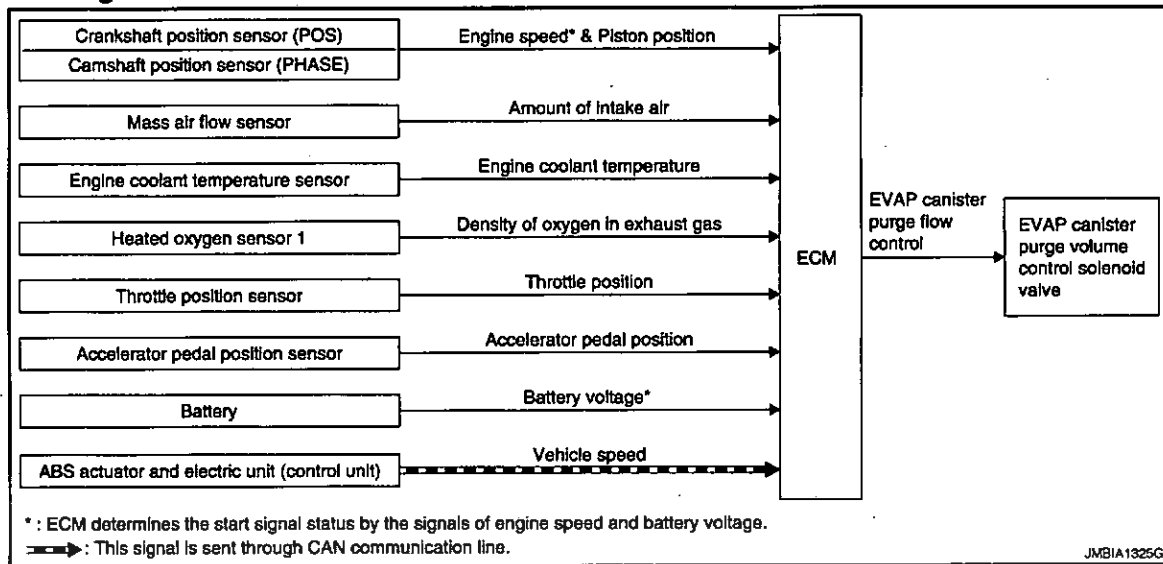 Crankshaft position sensor (POS)
Engine speed* & Piston position
Camshaft position sensor (PHASE)
Mass air flow sensor
Amount of intake air
Engine coolant temperature sensor
Engine coolant temperature
Heated oxygen sensor 1
Density of oxygen in exhaust gas
Throttle position sensor
Throttle position
Accelerator pedal position sensor
Accelerator pedal position
Battery
Battery voltage*
ABS actuator and electric unit (control unit)
Vehicle speed
ECM
EVAP canister
purge flow
control
EVAP canister
purge volume
control solenoid
valve
* : ECM determines the start signal status by the signals of engine speed and battery voltage.
: This signal is sent through CAN communication line.
JMBIA1325G